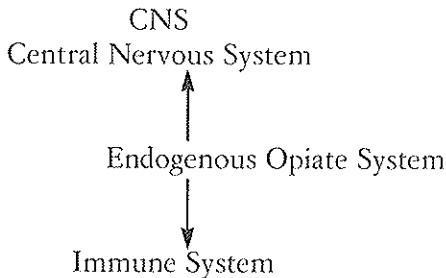 CNS
Central Nervous System
Endogenous Opiate System
Immune System